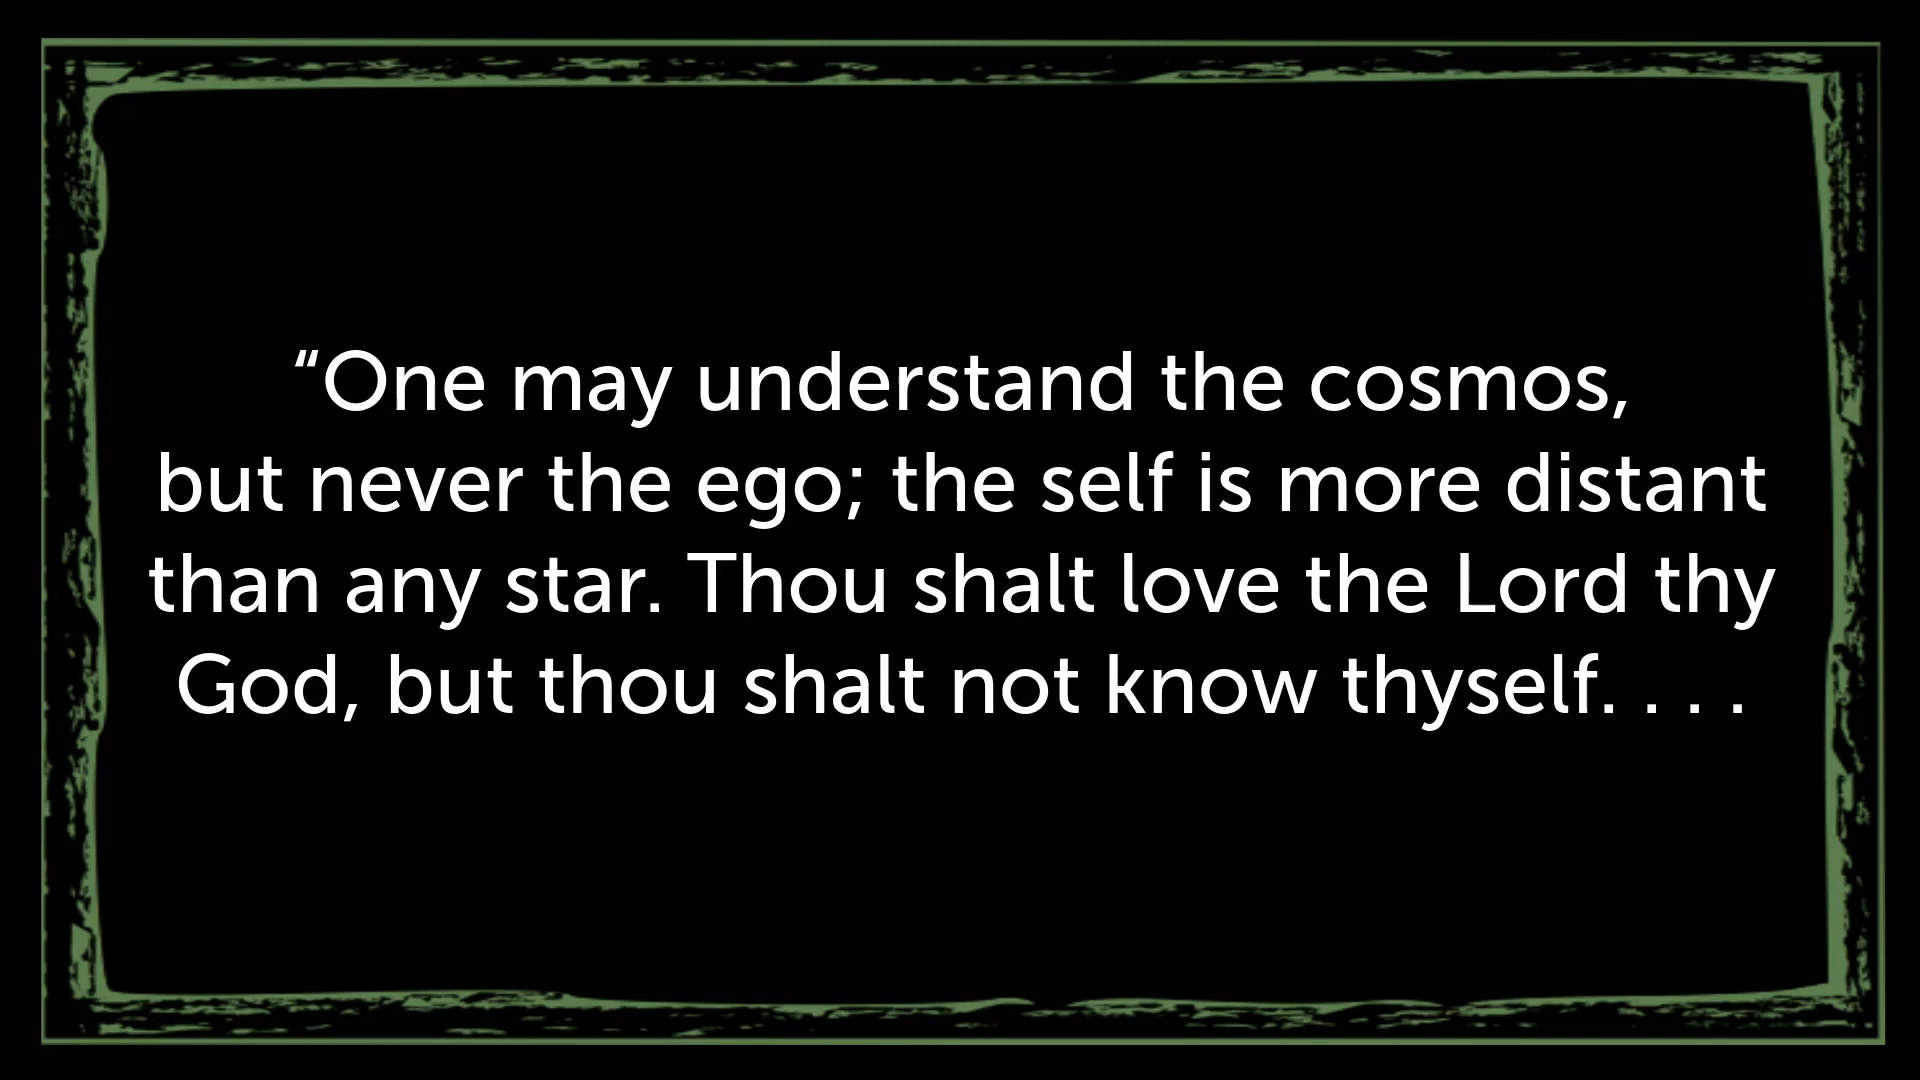 “One may understand the cosmos,
but never the ego; the self is more distant
than any star. Thou shalt love the Lord thy
God, but thou shalt not know thyself. . . .